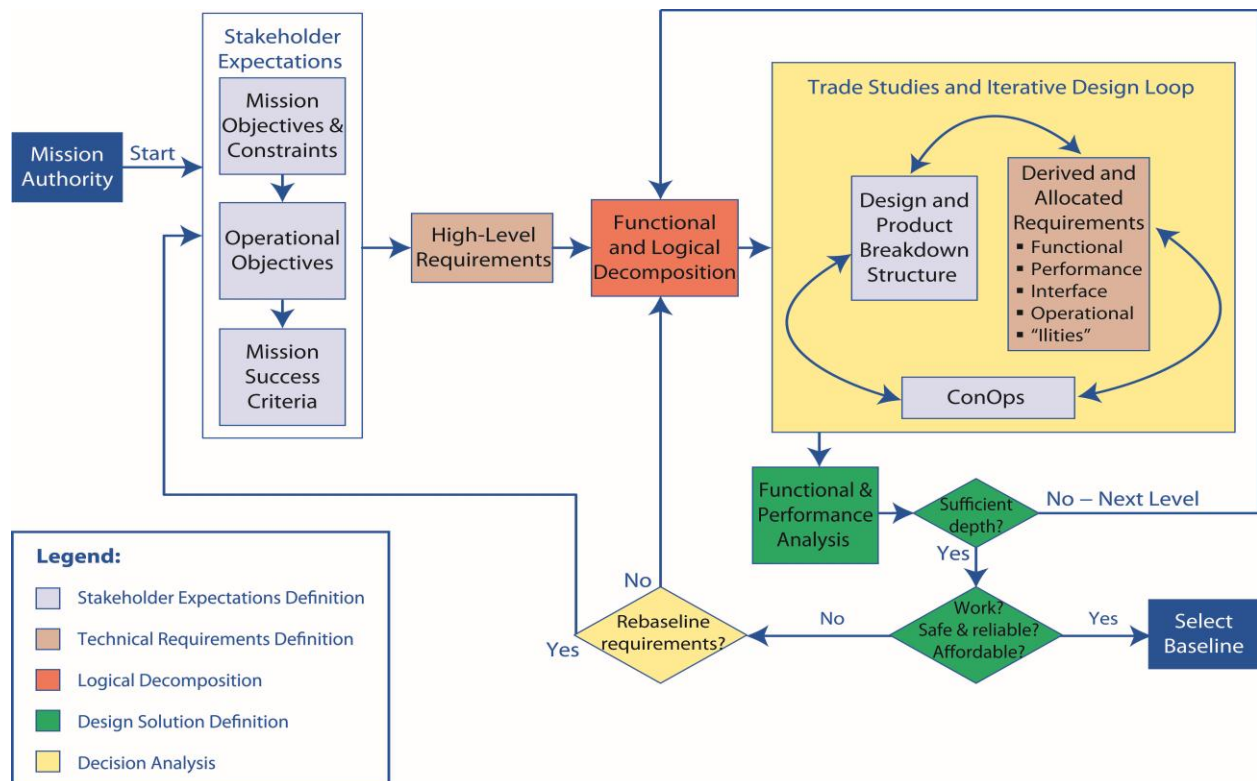 Stakeholder
Expectations
Mission
Objectives &
Constraints
Mission
Authority
Start
Operational
Objectives
Mission
Success
Criteria
High-Level
Requirements
Functional
and Logical
Decomposition
Trade Studies and Iterative Design Loop
Design and
Product
Breakdown
Structure
Derived and
Allocated
Requirements
▪ Functional
▪ Performance
▪ Interface
▪ Operational
▪ “Ilities”
ConOps
Functional &
Performance
Analysis
Sufficient
depth?
No – Next Level
Yes
Work?
Safe & reliable?
Affordable?
Yes
Select
Baseline
No
Rebaseline
requirements?
No
Yes
Legend:
Stakeholder Expectations Definition
Technical Requirements Definition
Logical Decomposition
Design Solution Definition
Decision Analysis